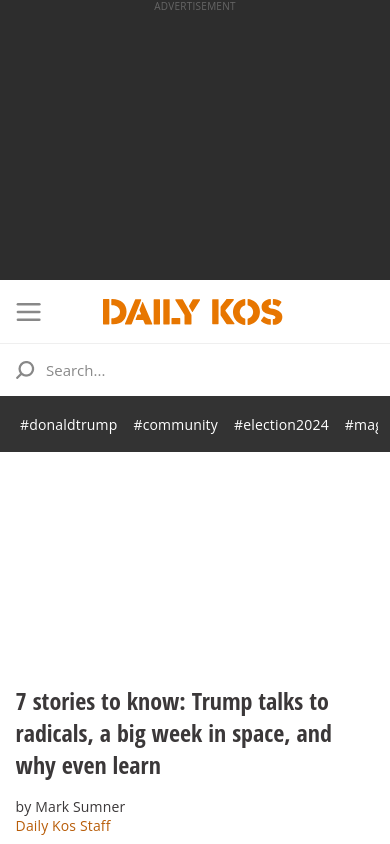 ADVERTISEMENT
DAILY KOS
Search...
#donaldtrump #community #election2024
7 stories to know: Trump talks to
radicals, a big week in space, and
why even learn
by Mark Sumner
Daily Kos Staff